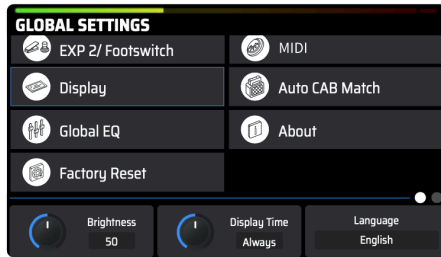 GLOBAL SETTINGS
EXP 2/ Footswitch
MIDI
Display
Auto CAB Match
Global EQ
About
Factory Reset
Brightness
50
Display Time
Always
Language
English